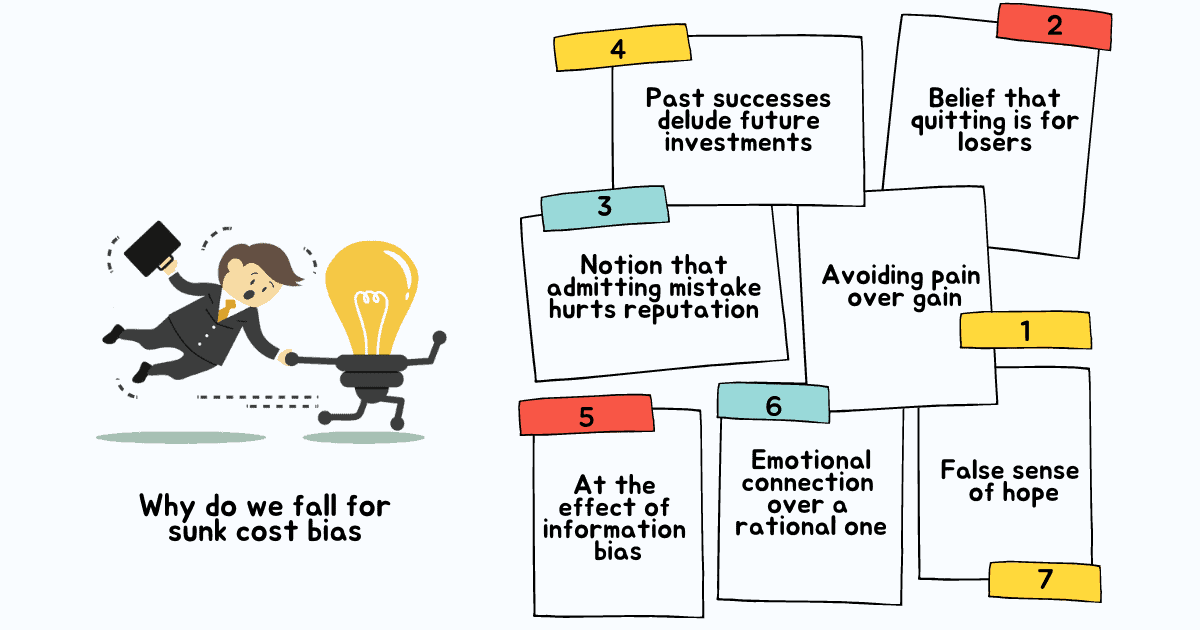 Why do we fall for
sunk cost bias
4
Past successes
delude future
investments
2
Belief that
quitting is for
losers
3
Notion that
admitting mistake
hurts reputation
Avoiding pain
over gain
1
5
At the
effect of
information
bias
6
Emotional
connection
over a
rational one
False sense
of hope
7